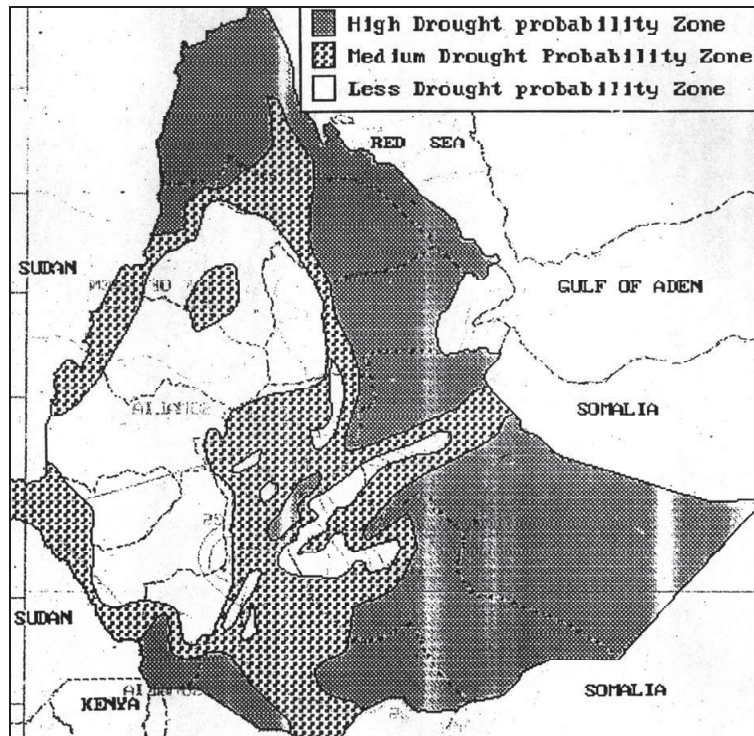 High Drought probability Zone
Medium Drought Probability Zone
Less Drought probability Zone
RED SEA
SUDAN
GULF OF ADEN
SOMALIA
SUDAN
KENYA
SOMALIA